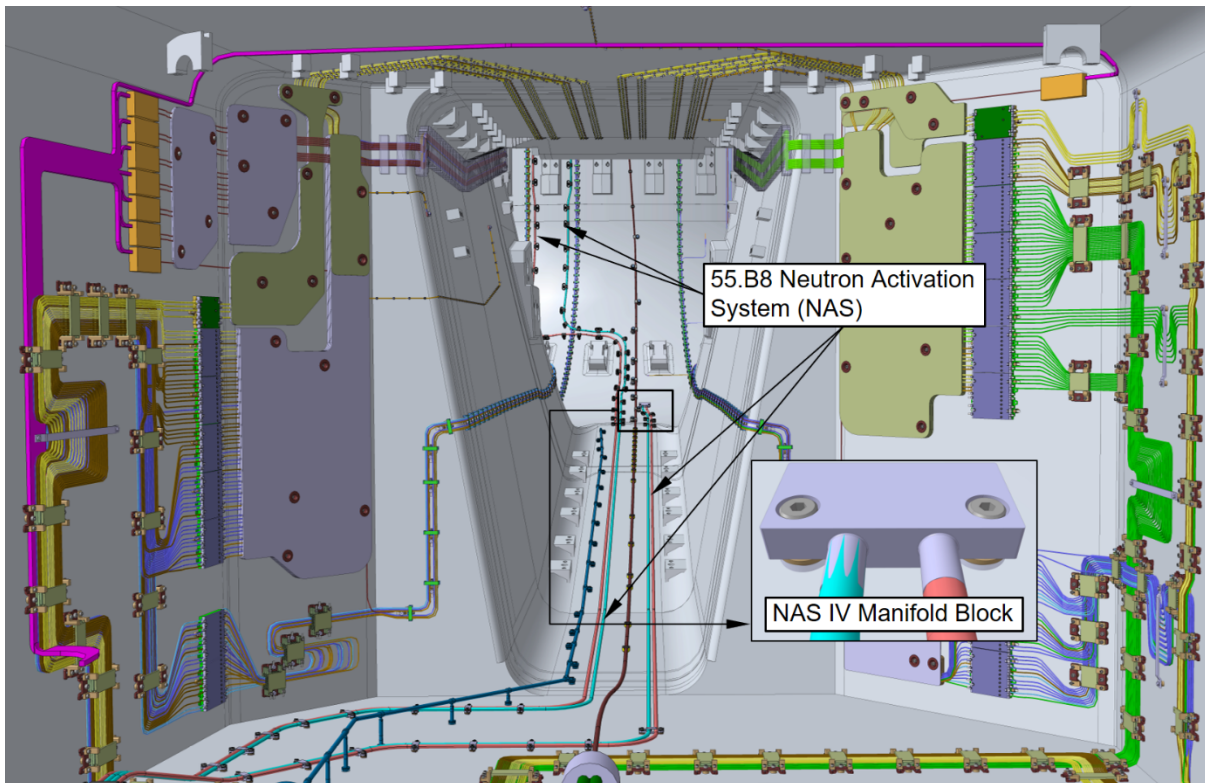 55.B8 Neutron Activation
System (NAS)
NAS IV Manifold Block